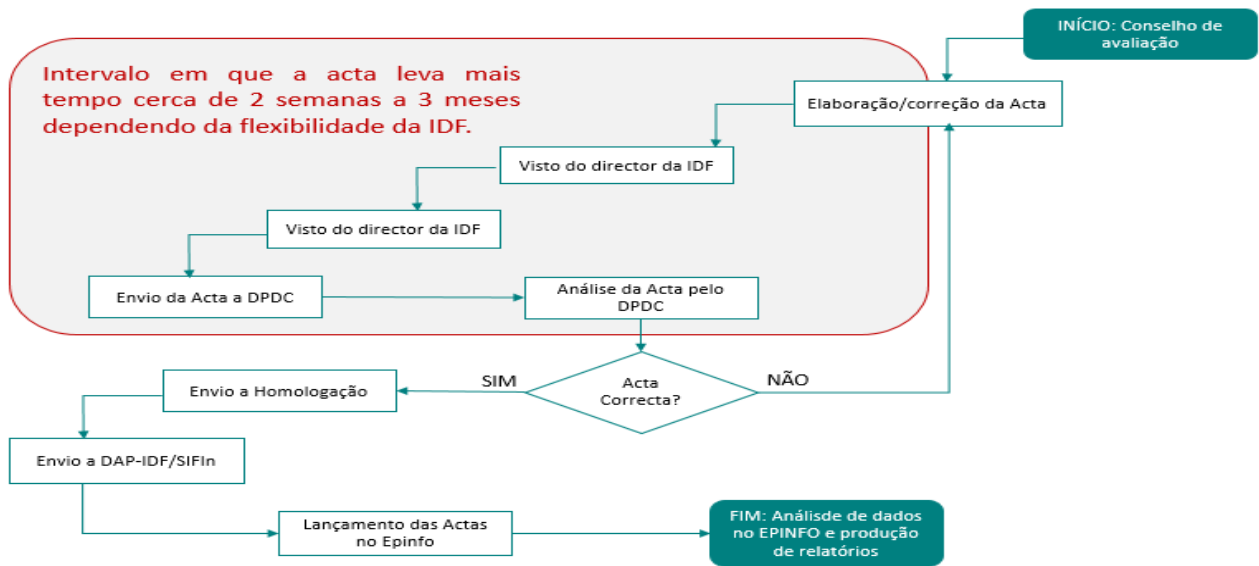 INÍCIO: Conselho de
avaliação
Intervalo em que a acta leva mais
tempo cerca de 2 semanas a 3 meses
dependendo da flexibilidade da IDF.
Elaboração/correção da Acta
Visto do director da IDF
Visto do director da IDF
Envio da Acta a DPDC
Análise da Acta pelo
DPDC
SIM
Acta
Correcta?
NÃO
Envio a Homologação
Envio a DAP-IDF/SIFIn
Lançamento das Actas
no Epinfo
FIM: Análisde de dados
no EPINFO e produção
de relatórios